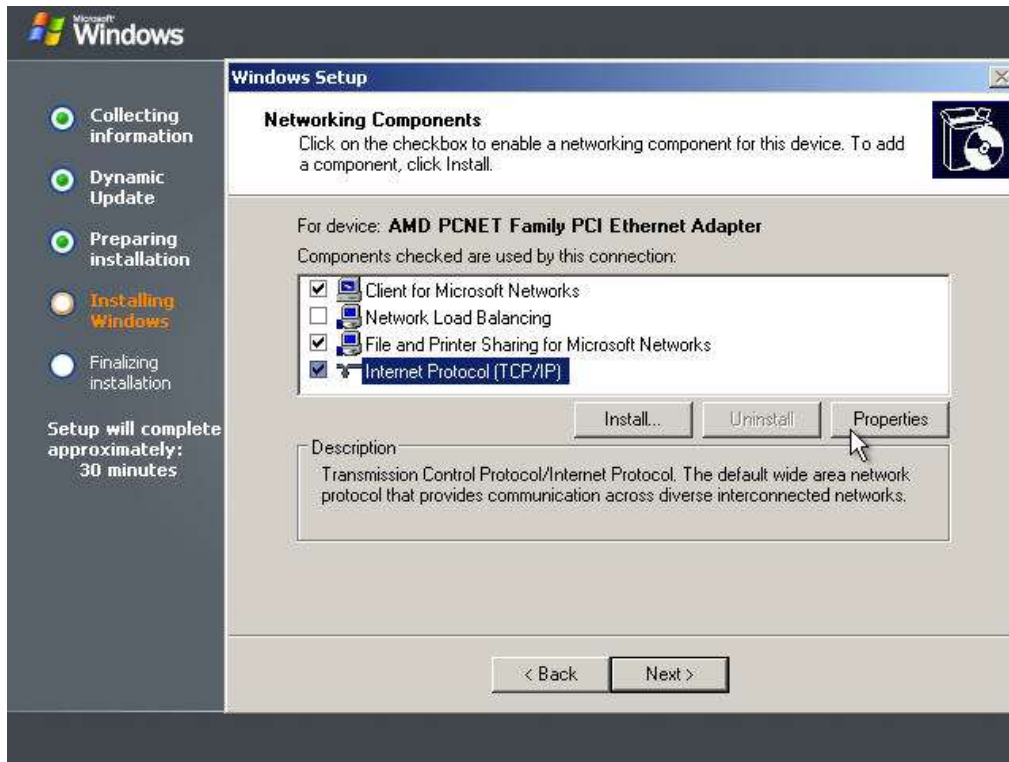 Microsoft
Windows
Collecting
information
Dynamic
Update
Preparing
installation
Installing
Windows
Finalizing
installation
Setup will complete
approximately:
30 minutes
Windows Setup
Networking Components
Click on the checkbox to enable a networking component for this device. To add
a component, click Install.
For device: AMD PCNET Family PCI Ethernet Adapter
Components checked are used by this connection:
Client for Microsoft Networks
Network Load Balancing
File and Printer Sharing for Microsoft Networks
Internet Protocol (TCP/IP)
Install... Uninstall Properties
Description
Transmission Control Protocol/Internet Protocol. The default wide area network
protocol that provides communication across diverse interconnected networks.
< Back Next >